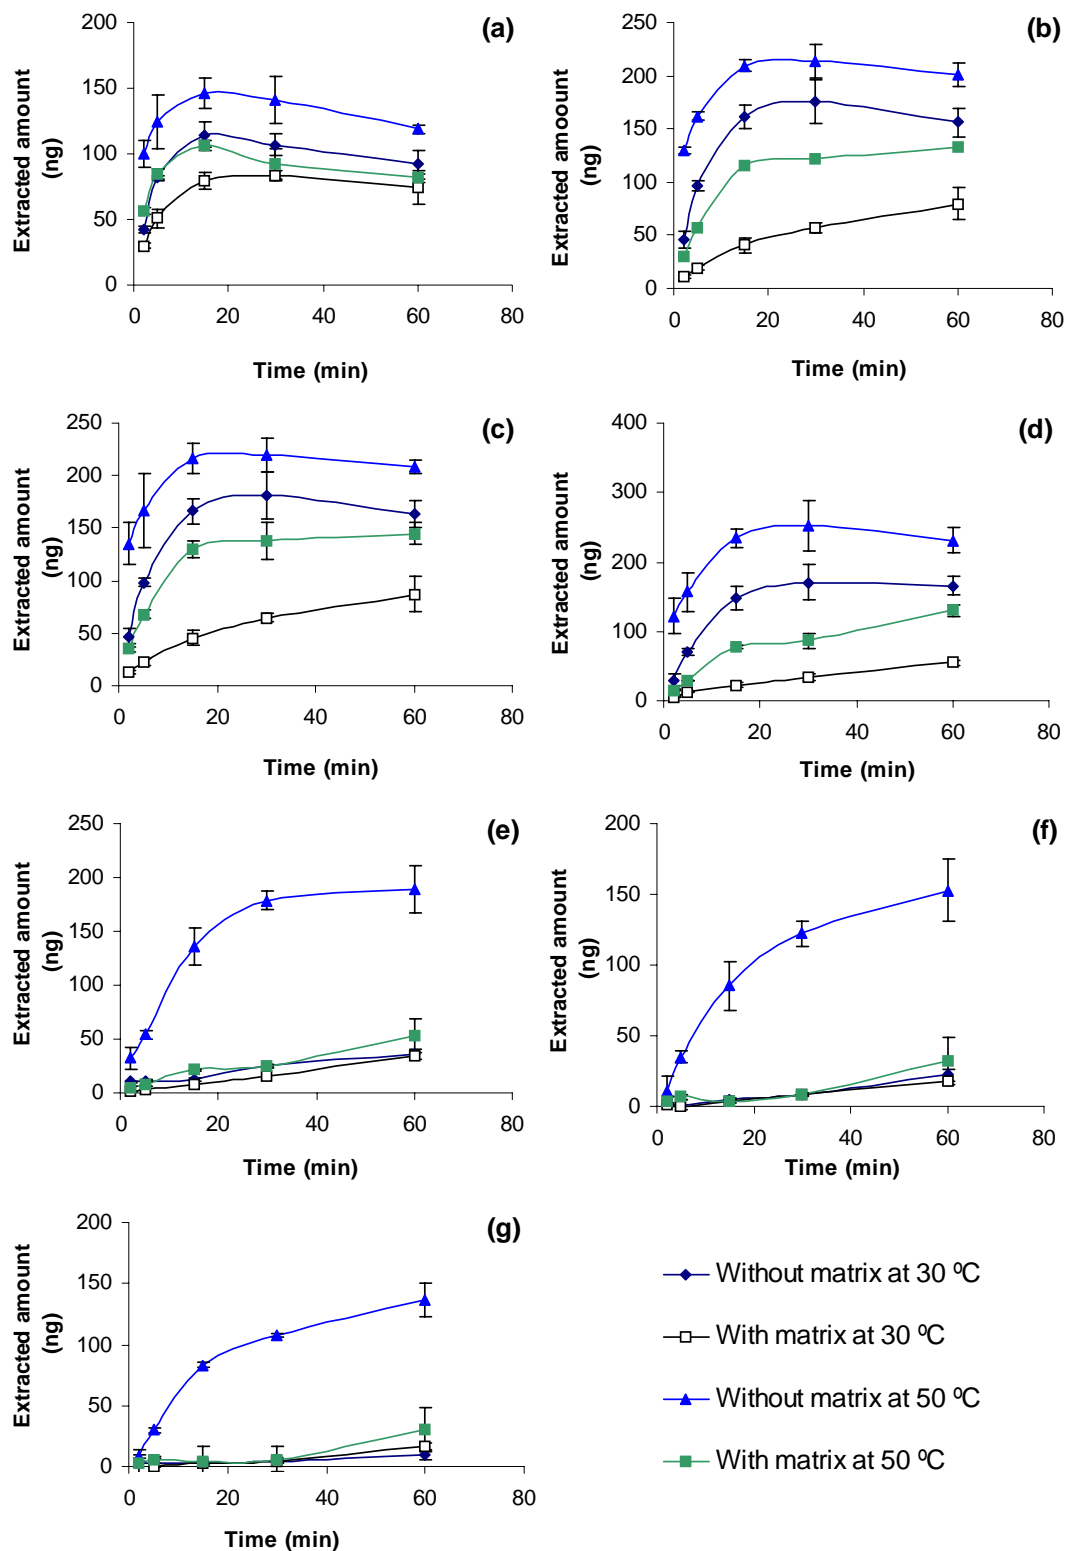 (a)
Extracted amoount
(ng)
200
150
100
50
0
0 20 40 60 80
Time (min)
(b)
Extracted amoount
(ng)
250
200
150
100
50
0
0 20 40 60 80
Time (min)
(c)
Extracted amount
(ng)
250
200
150
100
50
0
0 20 40 60 80
Time (min)
(d)
Extracted amount
(ng)
400
300
200
100
0
0 20 40 60 80
Time (min)
(e)
Extracted amount
(ng)
250
200
150
100
50
0
0 20 40 60 80
Time (min)
(f)
Extracted amount
(ng)
200
150
100
50
0
0 20 40 60 80
Time (min)
(g)
Extracted amount
(ng)
200
150
100
50
0
0 20 40 60 80
Time (min)
Without matrix at 30 ºC
With matrix at 30 ºC
Without matrix at 50 ºC
With matrix at 50 ºC